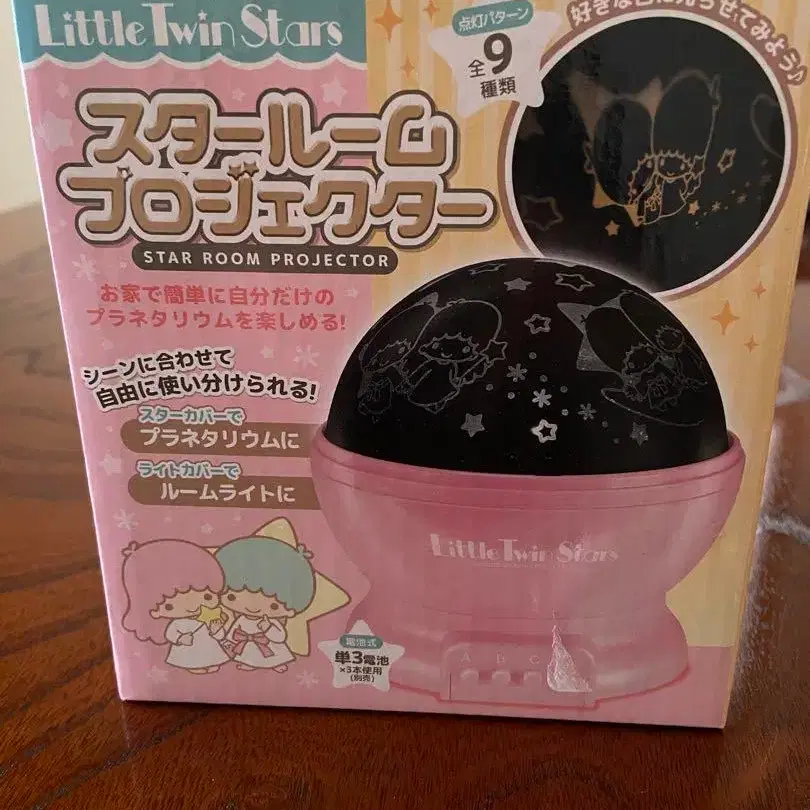 Little Twin Stars
点灯パターン
全9
種類
好きな色に光らせてみよう♪
スタールーム
プロジェクター
STAR ROOM PROJECTOR
お家で簡単に自分だけの
プラネタリウムを楽しめる!
シーンに合わせて
自由に使い分けられる!
スターカバーで
プラネタリウムに
ライトカバーで
ルームライトに
Little Twin Stars
電池式
単3電池
×3本使用
(別売)
A B C